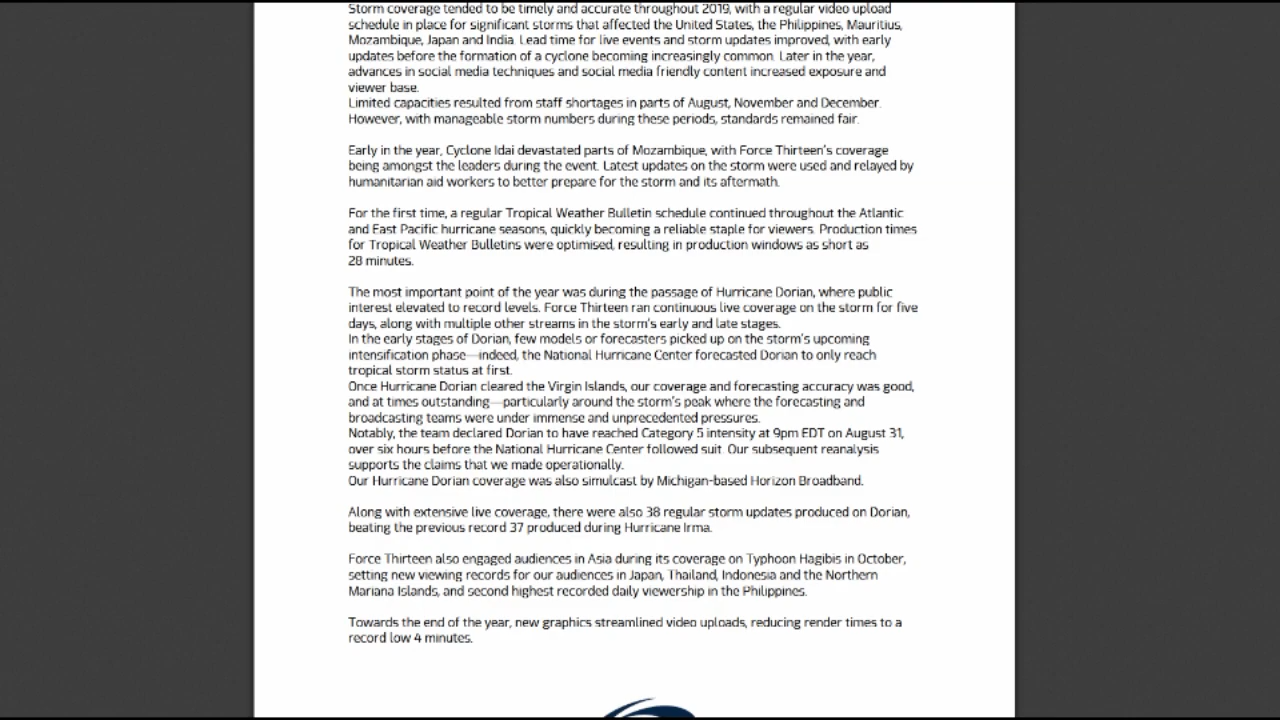 Storm coverage tended to be timely and accurate throughout 2019, with a regular video upload
schedule in place for significant storms that affected the United States, the Philippines, Mauritius,
Mozambique, Japan and India. Lead time for live events and storm updates improved, with early
updates before the formation of a cyclone becoming increasingly common. Later in the year,
advances in social media techniques and social media friendly content increased exposure and
viewer base.
Limited capacities resulted from staff shortages in parts of August, November and December.
However, with manageable storm numbers during these periods, standards remained fair.
Early in the year, Cyclone Idai devastated parts of Mozambique, with Force Thirteen's coverage
being amongst the leaders during the event. Latest updates on the storm were used and relayed by
humanitarian aid workers to better prepare for the storm and its aftermath.
For the first time, a regular Tropical Weather Bulletin schedule continued throughout the Atlantic
and East Pacific hurricane seasons, quickly becoming a reliable staple for viewers. Production times
for Tropical Weather Bulletins were optimised, resulting in production windows as short as
28 minutes.
The most important point of the year was during the passage of Hurricane Dorian, where public
interest elevated to record levels. Force Thirteen ran continuous live coverage on the storm for five
days, along with multiple other streams in the storm's early and late stages.
In the early stages of Dorian, few models or forecasters picked up on the storm's upcoming
intensification phase—indeed, the National Hurricane Center forecasted Dorian to only reach
tropical storm status at first.
Once Hurricane Dorian cleared the Virgin Islands, our coverage and forecasting accuracy was good,
and at times outstanding—particularly around the storm's peak where the forecasting and
broadcasting teams were under immense and unprecedented pressures.
Notably, the team declared Dorian to have reached Category 5 intensity at 9pm EDT on August 31,
over six hours before the National Hurricane Center followed suit. Our subsequent reanalysis
supports the claims that we made operationally.
Our Hurricane Dorian coverage was also simulcast by Michigan-based Horizon Broadband.
Along with extensive live coverage, there were also 38 regular storm updates produced on Dorian,
beating the previous record 37 produced during Hurricane Irma.
Force Thirteen also engaged audiences in Asia during its coverage on Typhoon Hagibis in October,
setting new viewing records for our audiences in Japan, Thailand, Indonesia and the Northern
Mariana Islands, and second highest recorded daily viewership in the Philippines.
Towards the end of the year, new graphics streamlined video uploads, reducing render times to a
record low 4 minutes.